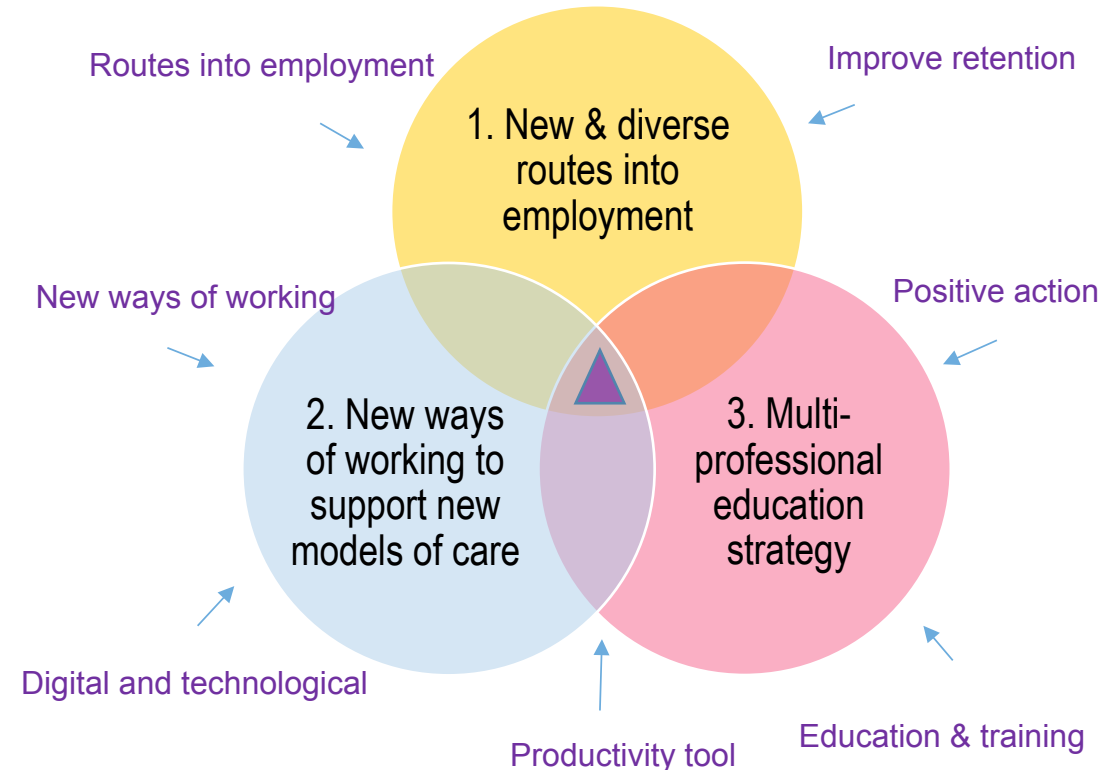 Routes into employment
Improve retention
1. New & diverse
routes into
employment
New ways of working
Positive action
2. New ways
of working to
support new
models of care
3. Multi-
professional
education
strategy
Digital and technological
Productivity tool
Education & training